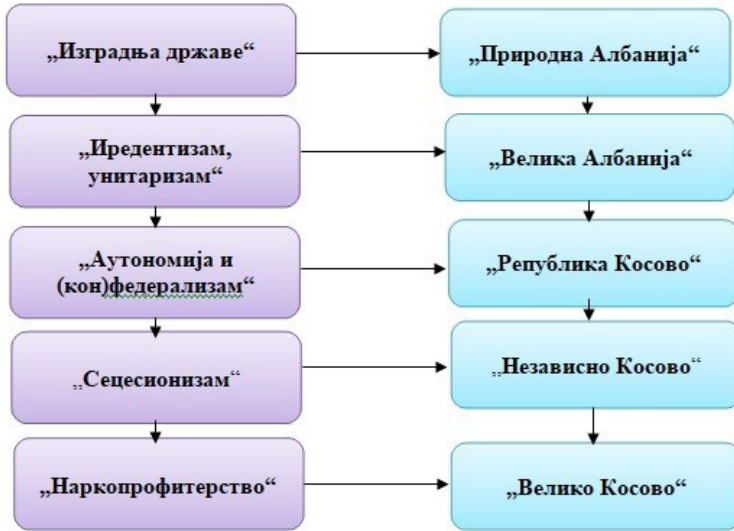 „Изградња државе“
„Природна Албанија“
„Иредентизам,
унитаризам“
„Велика Албанија“
„Аутономија и
(кон)федерализам“
„Република Косово“
„Сецесионизам“
„Независно Косово“
„Наркопрофитерство“
„Велико Косово“